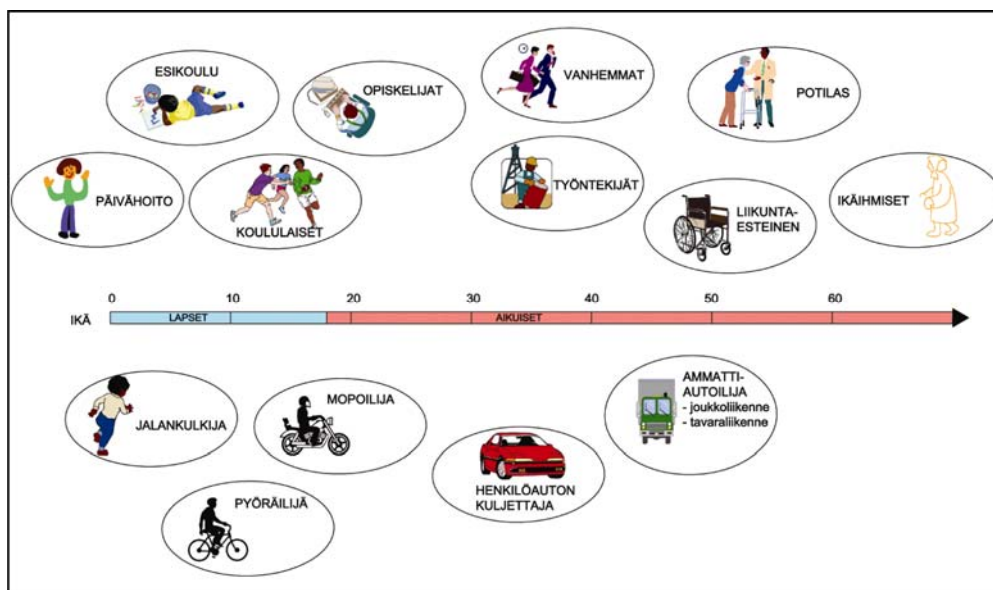 ESIKOULU
OPISKELIJAT
VANHEMMAT
POTILAS
PÄIVÄHOITO
KOULULAISET
TYÖNTEKIJÄT
LIIKUNTA-
ESTEINEN
IKÄIHMISET
0 10 20 30 40 50 60
IKÄ LAPSET AIKUISET
JALANKULKIJA
MOPOILIJA
AMMATTI-
AUTOILIJA
- joukkoliikenne
- tavaraliikenne
PYÖRÄILIJÄ
HENKILÖAUTON
KULJETTAJA